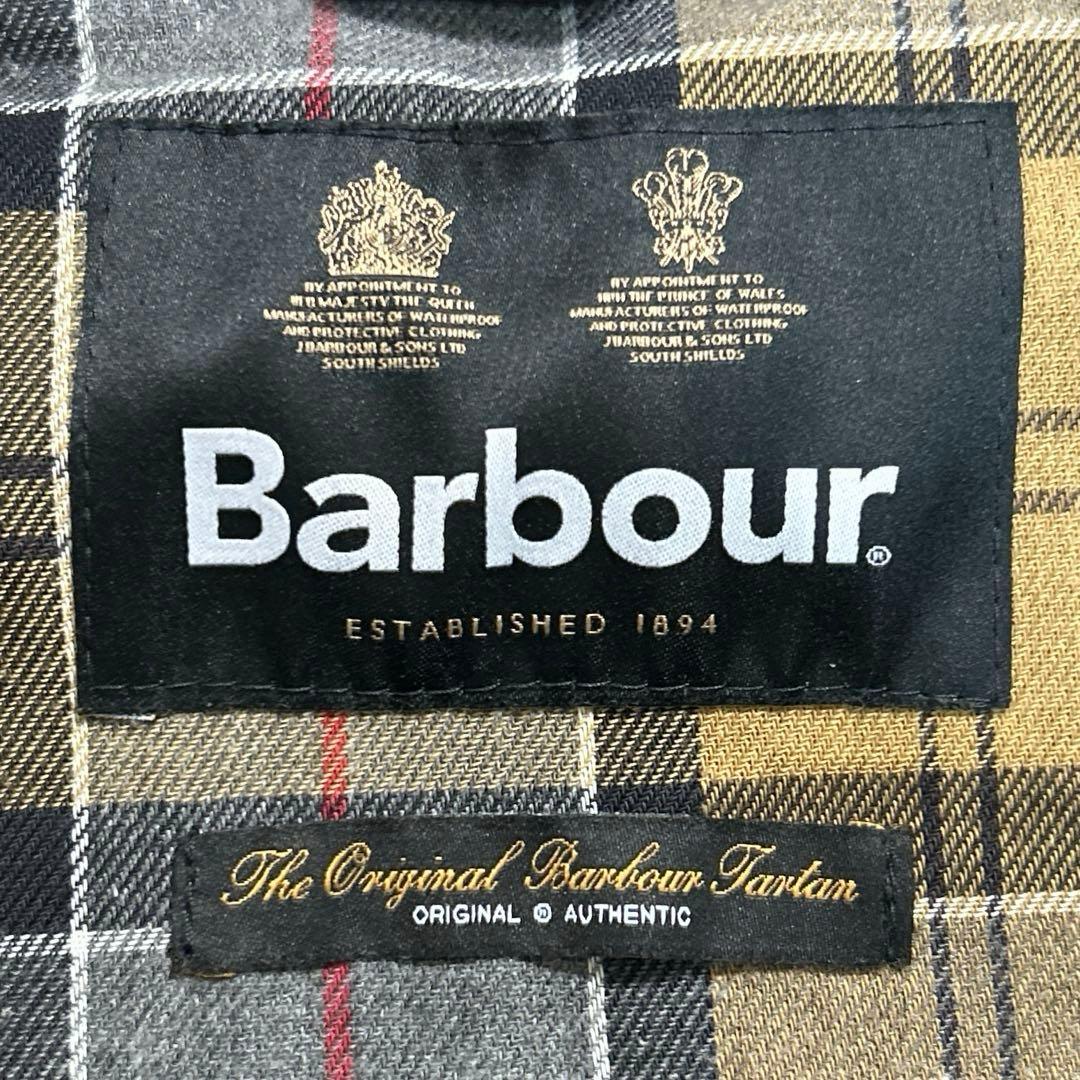 BY APPOINTMENT TO
HER MAJESTY THE QUEEN
MANUFACTURERS OF WATERPROOF
AND PROTECTIVE CLOTHING
J BARBOUR & SONS LTD
SOUTH SHIELDS
BY APPOINTMENT TO
HRH THE PRINCE OF WALES
MANUFACTURERS OF WATERPROOF
AND PROTECTIVE CLOTHING
J BARBOUR & SONS LTD
SOUTH SHIELDS
Barbour®
ESTABLISHED 1894
The Original Barbour Tartan
ORIGINAL ® AUTHENTIC